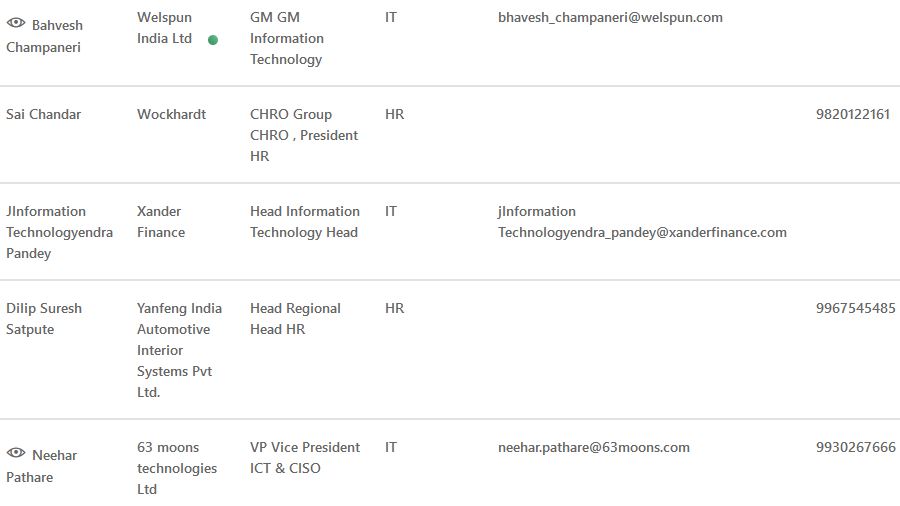 Bahvesh
Champaneri
Welspun
India Ltd
GM GM
Information
Technology
IT
bhavesh_champaneri@welspun.com
Sai Chandar
Wockhardt
CHRO Group
CHRO , President
HR
HR
9820122161
JInformation
Technologyendra
Pandey
Xander
Finance
Head Information
Technology Head
IT
jInformation
Technologyendra_pandey@xanderfinance.com
Dilip Suresh
Satpute
Yanfeng India
Automotive
Interior
Systems Pvt
Ltd.
Head Regional
Head HR
HR
9967545485
Neehar
Pathare
63 moons
technologies
Ltd
VP Vice President
ICT & CISO
IT
neehar.pathare@63moons.com
9930267666